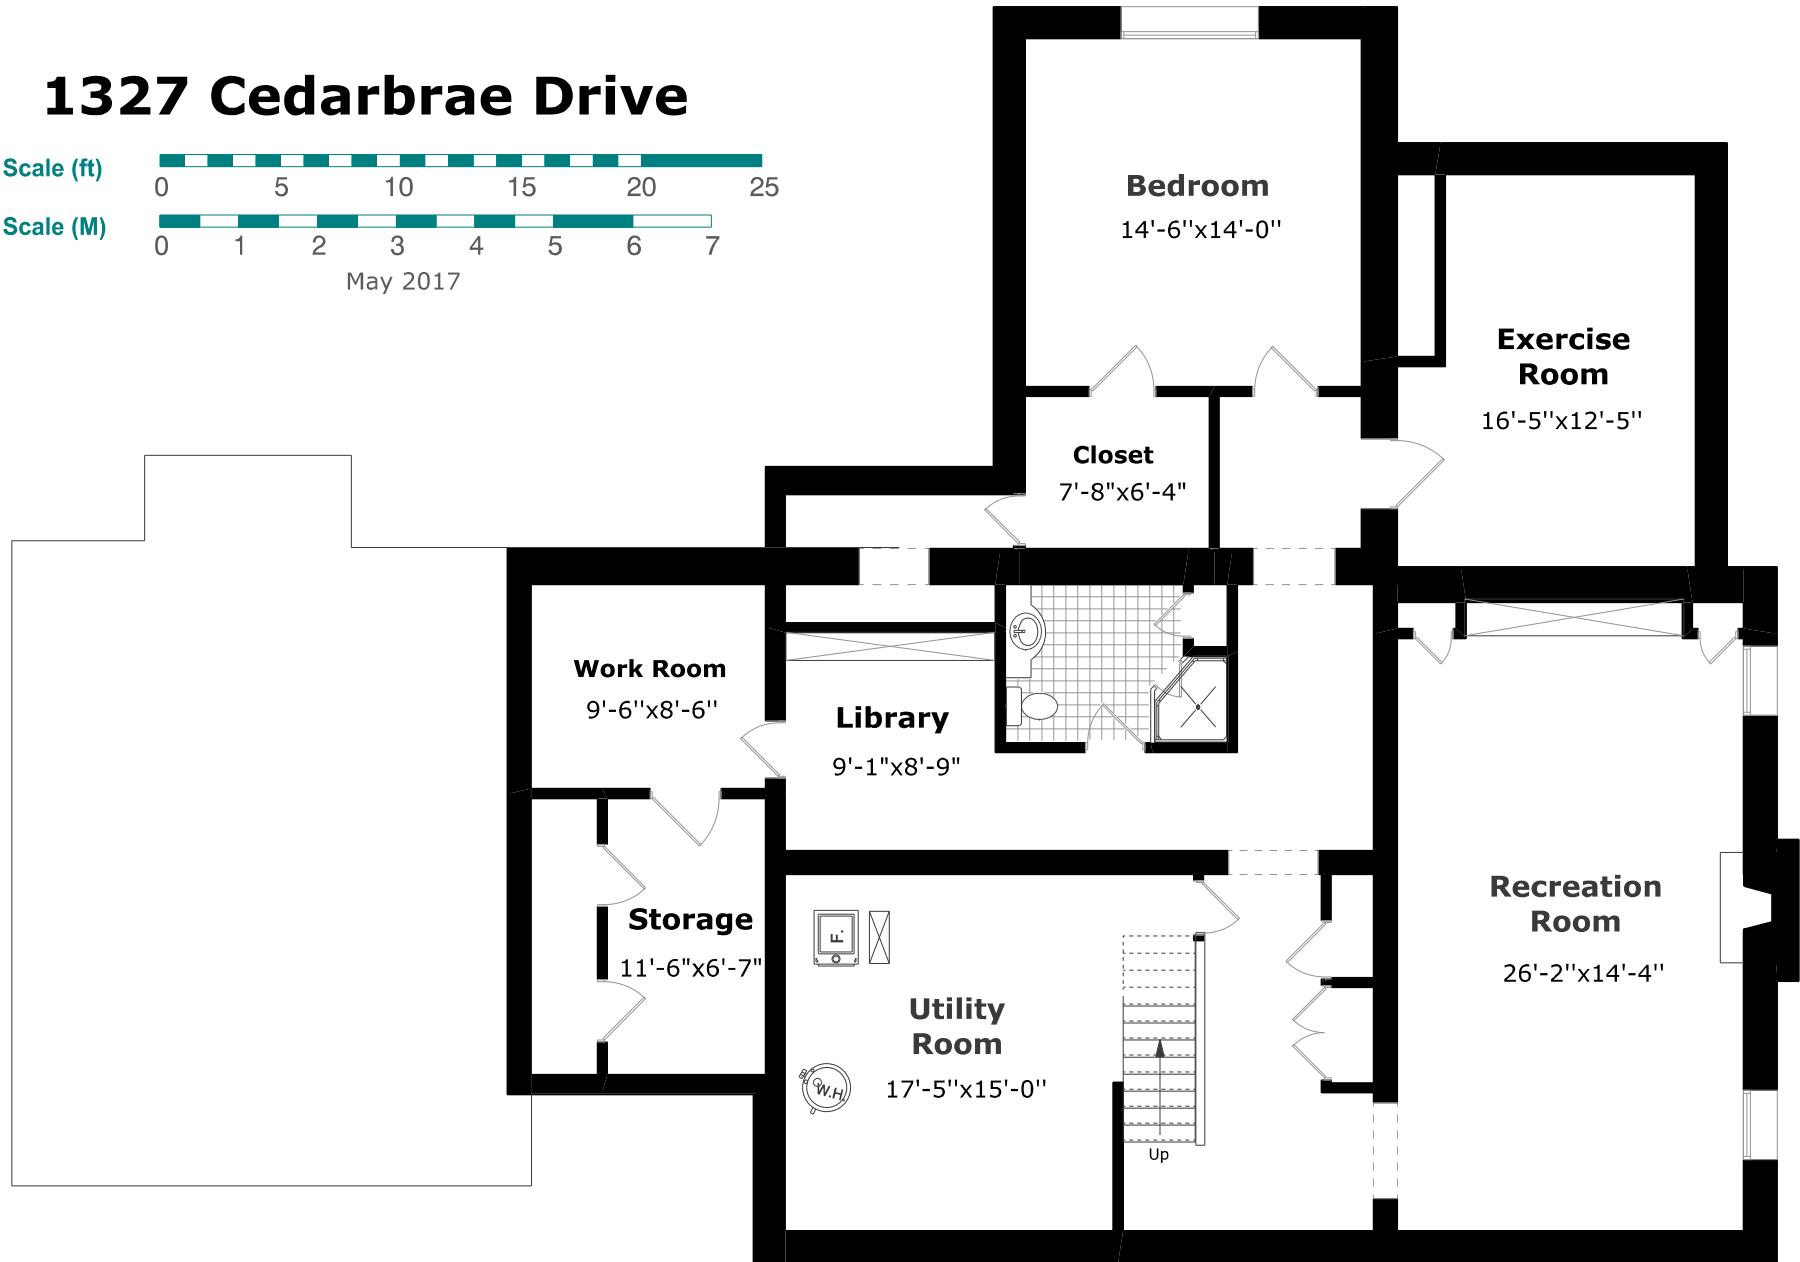 1327 Cedarbrae Drive
Scale (ft)
0 5 10 15 20 25
Scale (M)
0 1 2 3 4 5 6 7
May 2017
Bedroom
14'-6''x14'-0''
Exercise
Room
16'-5''x12'-5''
Closet
7'-8"x6'-4"
Work Room
9'-6''x8'-6''
Library
9'-1"x8'-9"
Storage
11'-6"x6'-7"
F.
Utility
Room
17'-5''x15'-0''
W.H.
Up
Recreation
Room
26'-2''x14'-4''